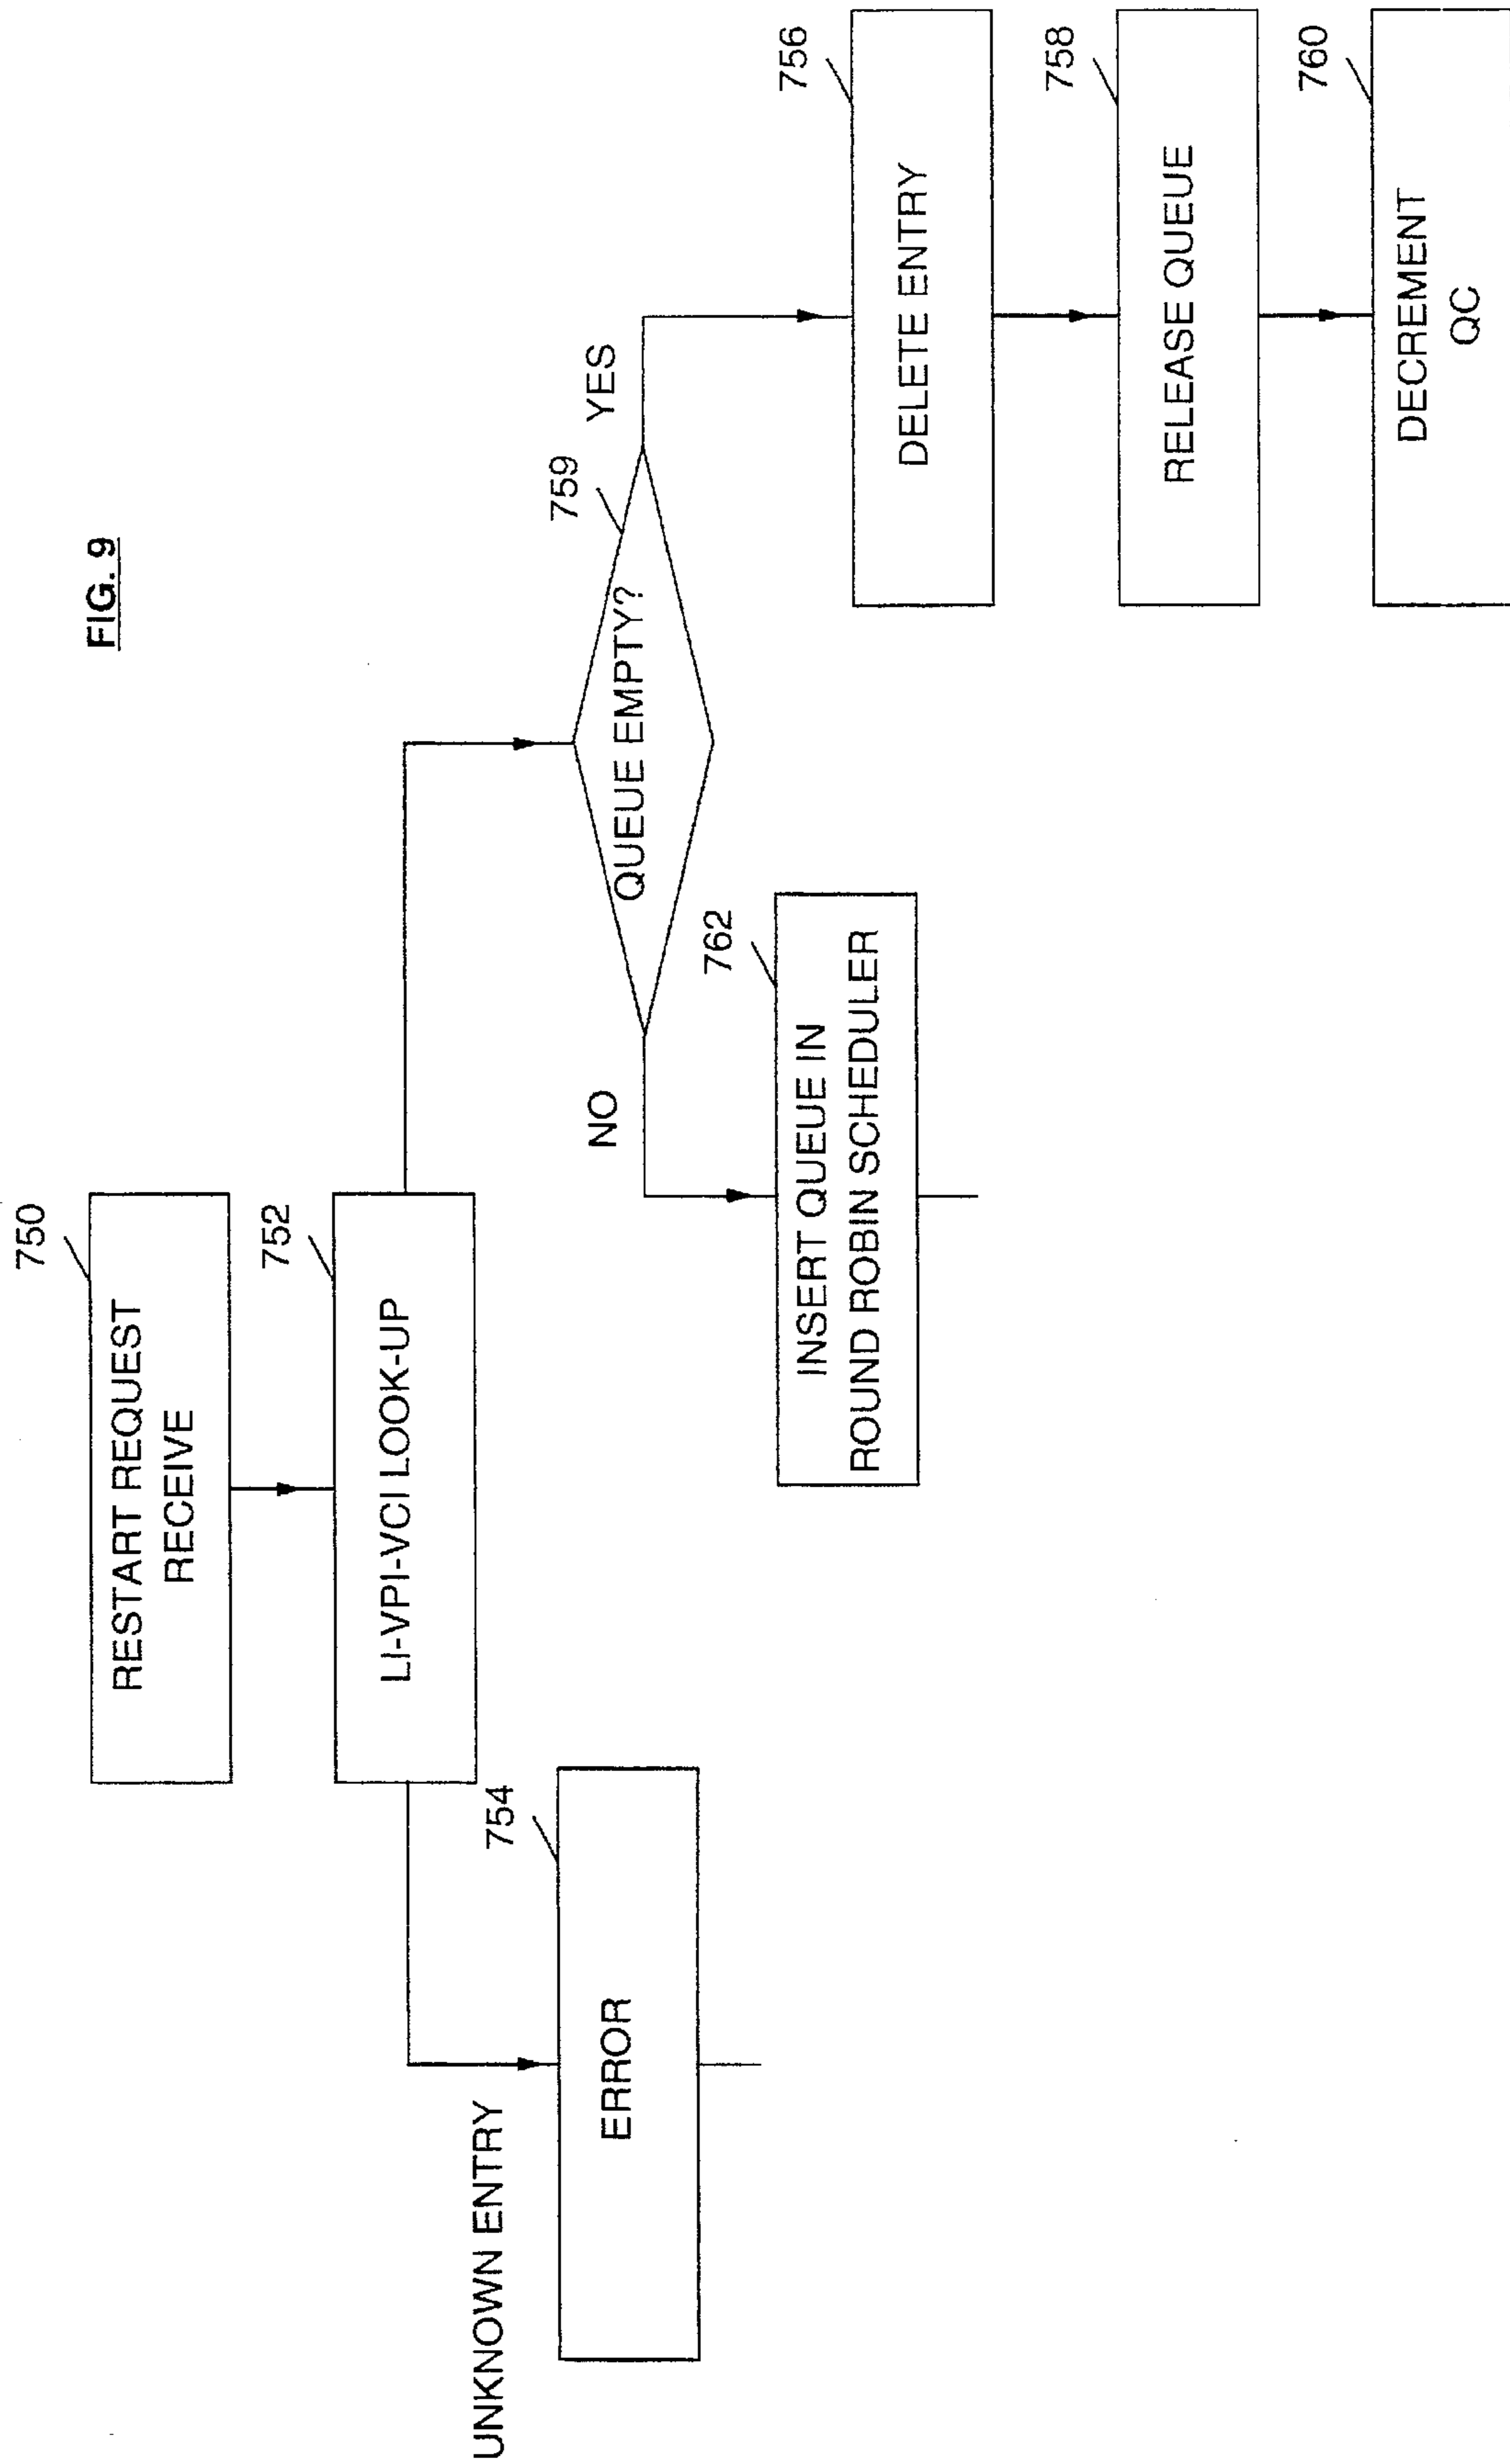 FIG. 9
750
RESTART REQUEST
RECEIVE
752
LI-VPI-VCI LOOK-UP
UNKNOWN ENTRY
754
ERROR
759
QUEUE EMPTY?
NO
YES
762
INSERT QUEUE IN
ROUND ROBIN SCHEDULER
756
DELETE ENTRY
758
RELEASE QUEUE
760
DECREMENT
QC